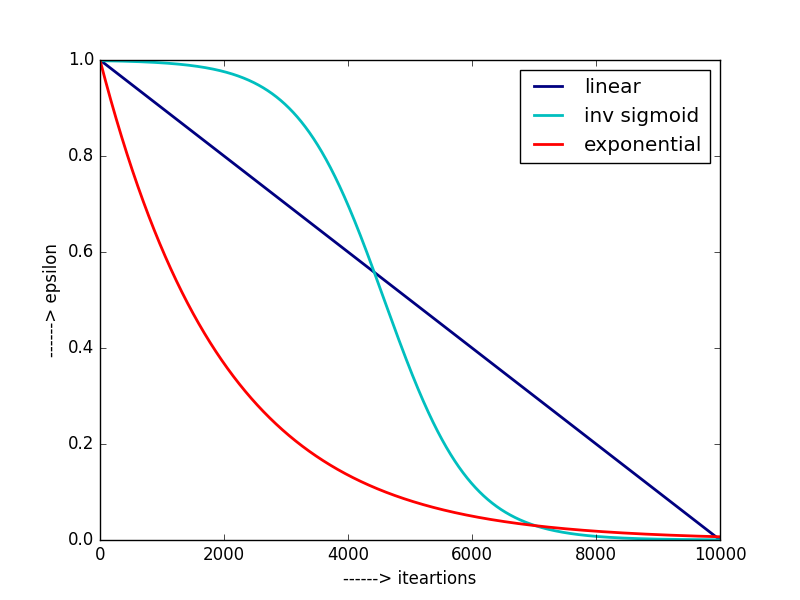 1.0
0.8
0.6
0.4
0.2
0.0
------> epsilon
linear
inv sigmoid
exponential
0 2000 4000 6000 8000 10000
------> iteartions